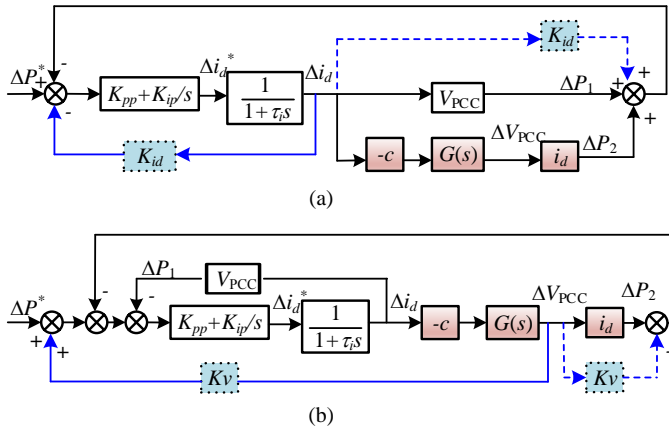 -
Δi_d^* Δi_d K_id +
ΔP^* + K_pp+K_ip/s 1/(1+τ_i s) V_PCC ΔP_1 + +
- ΔV_PCC ΔP_2
K_id -c G(s) i_d
(a)
- ΔP_1 V_PCC
ΔP^* - Δi_d^* Δi_d ΔV_PCC ΔP_2
+ + K_pp+K_ip/s 1/(1+τ_i s) -c G(s) i_d
Kv Kv -
(b)